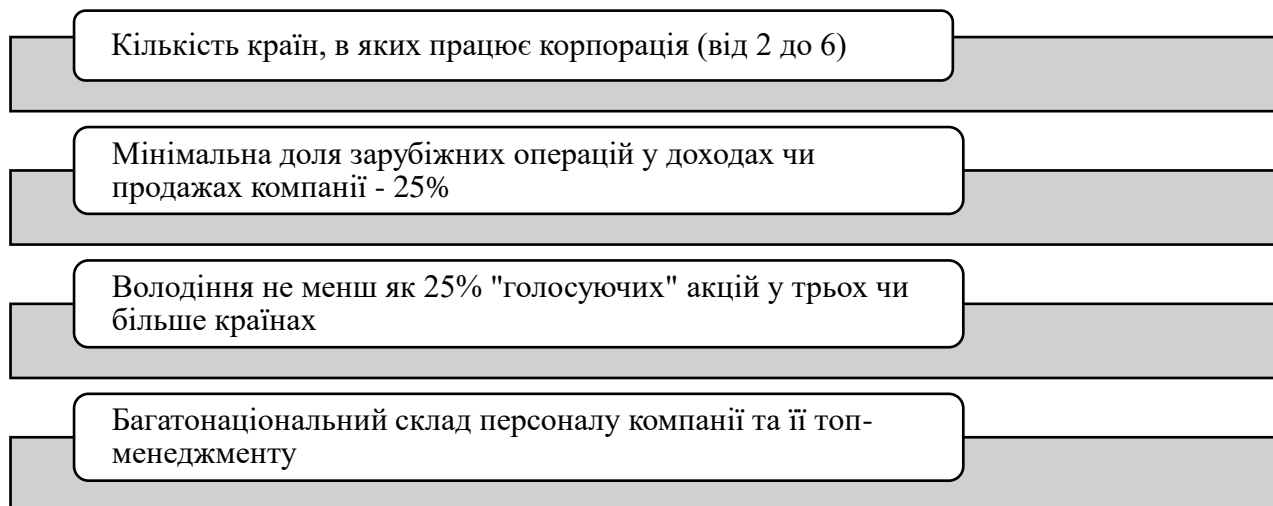 Кількість країн, в яких працює корпорація (від 2 до 6)
Мінімальна доля зарубіжних операцій у доходах чи
продажах компанії - 25%
Володіння не менш як 25% "голосуючих" акцій у трьох чи
більше країнах
Багатонаціональний склад персоналу компанії та її топ-
менеджменту